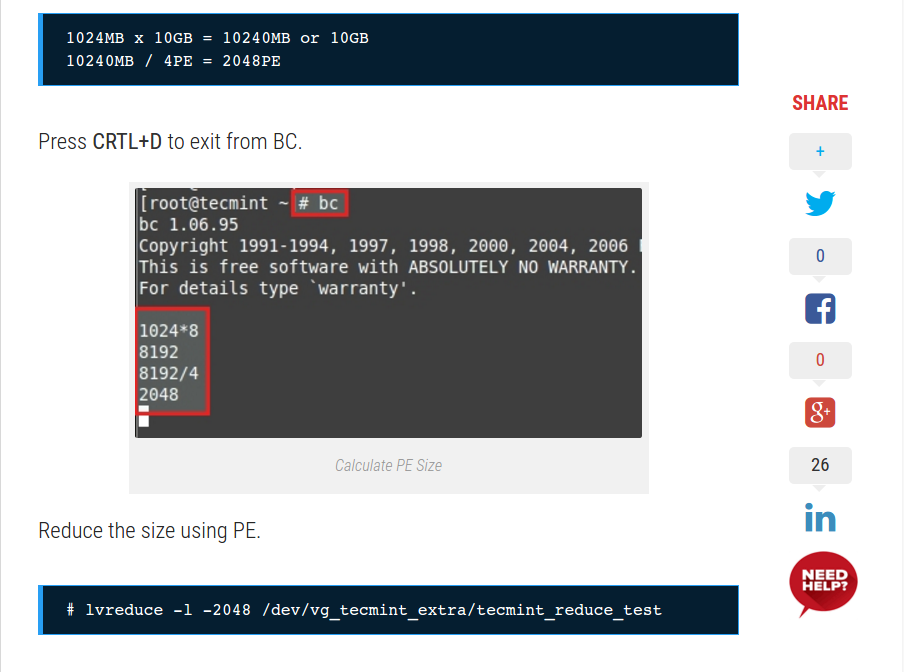 1024MB x 10GB = 10240MB or 10GB
10240MB / 4PE = 2048PE
SHARE
Press CRTL+D to exit from BC.
+
[root@tecmint ~ # bc
bc 1.06.95
Copyright 1991-1994, 1997, 1998, 2000, 2004, 2006
This is free software with ABSOLUTELY NO WARRANTY.
For details type `warranty'.
0
1024*8
8192
8192/4
2048
0
g+
Calculate PE Size
26
in
Reduce the size using PE.
NEED
HELP?
# lvreduce -l -2048 /dev/vg_tecmint_extra/tecmint_reduce_test